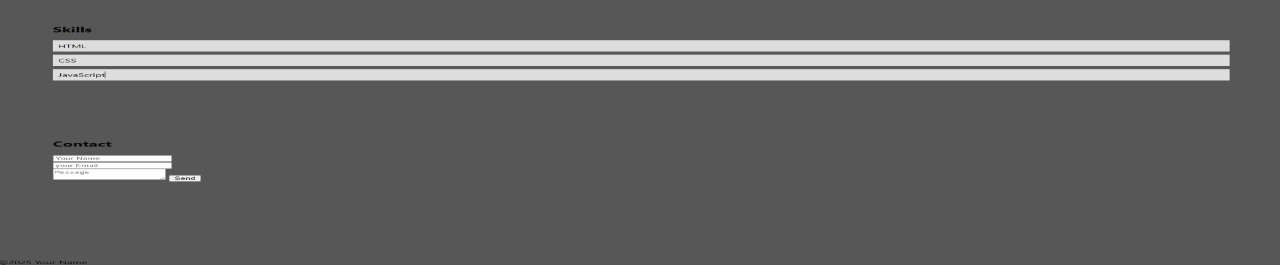 Skills
HTML
CSS
JavaScript
Contact
Your Name
your Email
Message
Send
©2025 Your Name